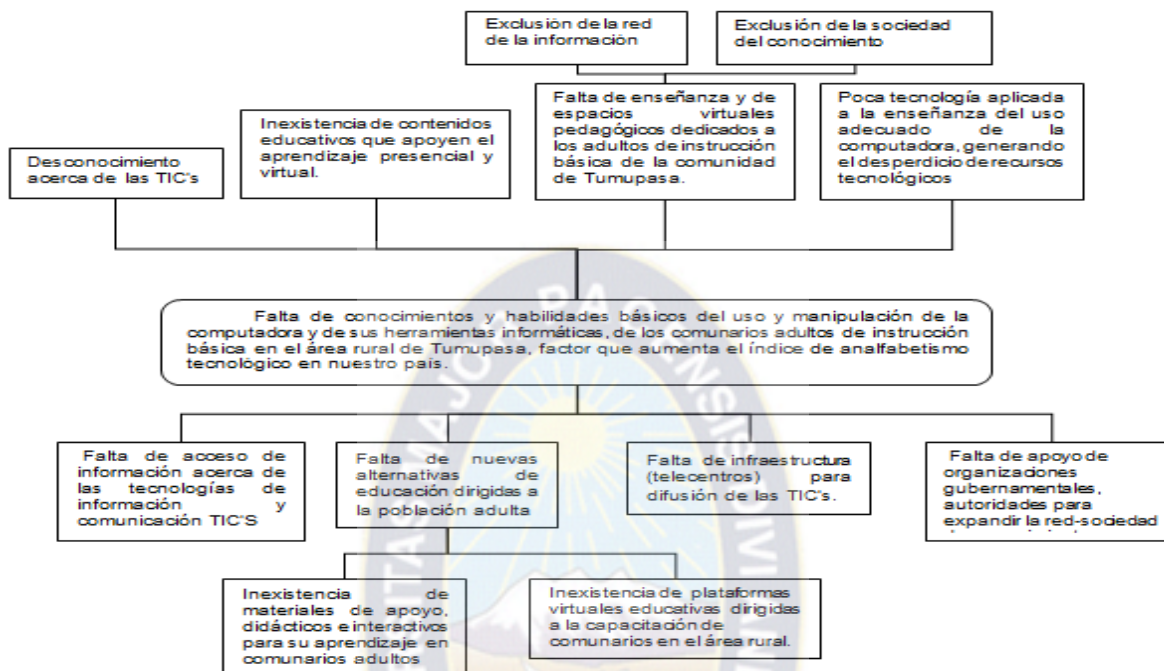 Exclusión de la red
de la información
Exclusión de la sociedad
del conocimiento
Desconocimiento
acerca de las TIC's
Inexistencia de contenidos
educativos que apoyen el
aprendizaje presencial y
virtual.
Falta de enseñanza y de
espacios virtuales
pedagógicos dedicados a
los adultos de instrucción
básica de la comunidad
de Tumupasa.
Poca tecnología aplicada
a la enseñanza del uso
adecuado de la
computadora, generando
el desperdicio de recursos
tecnológicos
Falta de conocimientos y habilidades básicos del uso y manipulación de la
computadora y de sus herramientas informáticas, de los comunarios adultos de instrucción
básica en el área rural de Tumupasa, factor que aumenta el índice de analfabetismo
tecnológico en nuestro país.
Falta de acceso de
información acerca de
las tecnologías de
información y
comunicación TIC'S
Falta de nuevas
alternativas de
educación dirigidas a
la población adulta
Falta de infraestructura
(telecentros) para
difusión de las TIC's.
Falta de apoyo de
organizaciones
gubernamentales,
autoridades para
expandir la red-sociedad
Inexistencia de
materiales de apoyo,
didácticos e interactivos
para su aprendizaje en
comunarios adultos
Inexistencia de plataformas
virtuales educativas dirigidas
a la capacitación de
comunarios en el área rural.